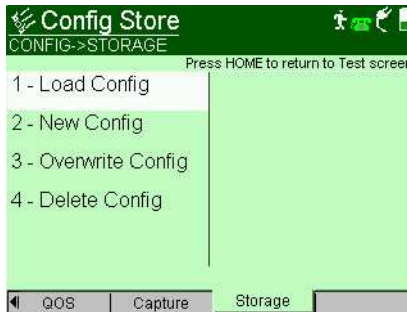 Config Store
CONFIG->STORAGE
Press HOME to return to Test screen
1 - Load Config
2 - New Config
3 - Overwrite Config
4 - Delete Config
QOS Capture Storage